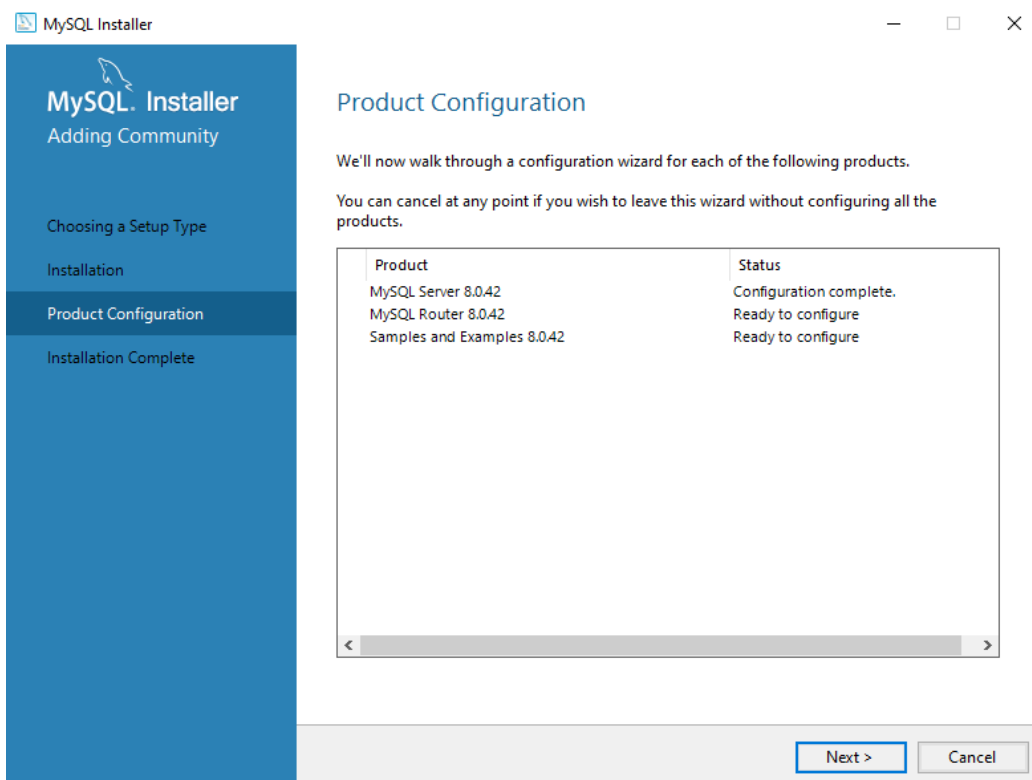 MySQL Installer
MySQL. Installer
Adding Community
Choosing a Setup Type
Installation
Product Configuration
Installation Complete
Product Configuration
We'll now walk through a configuration wizard for each of the following products.
You can cancel at any point if you wish to leave this wizard without configuring all the
products.
Product Status
MySQL Server 8.0.42 Configuration complete.
MySQL Router 8.0.42 Ready to configure
Samples and Examples 8.0.42 Ready to configure
Next > Cancel